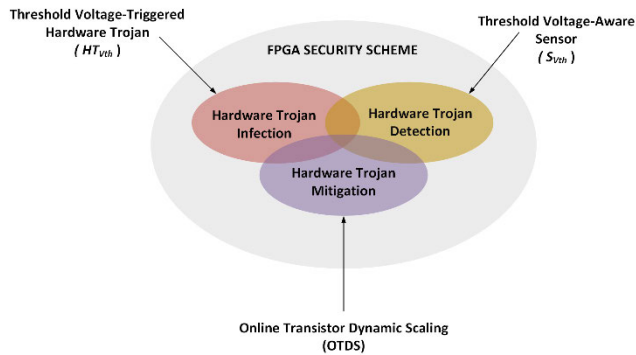 Threshold Voltage-Triggered
Hardware Trojan
( HTVth )
Threshold Voltage-Aware
Sensor
( SVth )
FPGA SECURITY SCHEME
Hardware Trojan
Infection
Hardware Trojan
Detection
Hardware Trojan
Mitigation
Online Transistor Dynamic Scaling
(OTDS)